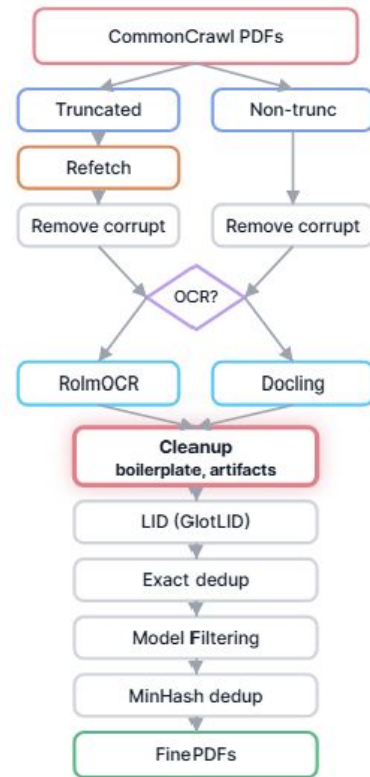 CommonCrawl PDFs
Truncated
Non-trunc
Refetch
Remove corrupt
Remove corrupt
OCR?
RolmOCR
Docling
Cleanup
boilerplate, artifacts
LID (GlotLID)
Exact dedup
Model Filtering
MinHash dedup
FinePDFs